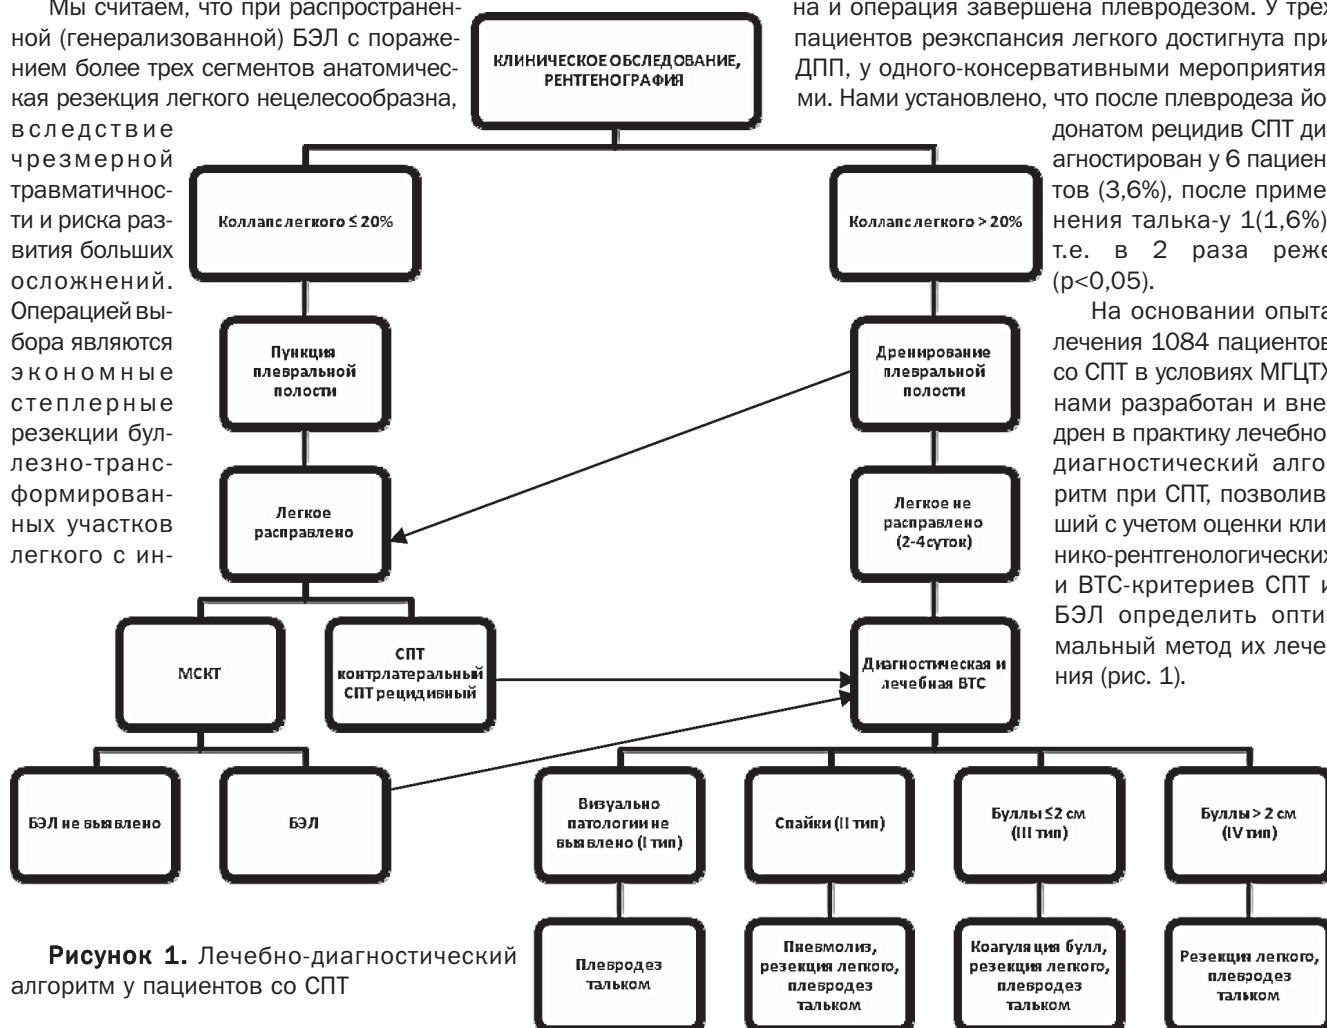 Мы считаем, что при распространен-
ной (генерализованной) БЭЛ с пораже-
нием более трех сегментов анатомичес-
кая резекция легкого нецелесообразна,
вследствие
чрезмерной
травматичнос-
ти и риска раз-
вития больших
осложнений.
Операцией вы-
бора являются
экономные
степлерные
резекции бул-
лезно-транс-
формирован-
ных участков
легкого с ин-
КЛИНИЧЕСКОЕ ОБСЛЕДОВАНИЕ,
РЕНТГЕНОГРАФИЯ
Коллапс легкого ≤ 20%
Коллапс легкого > 20%
Пункция
плевральной
полости
Дренирование
плевральной
полости
Легкое
расправлено
Легкое не
расправлено
(2-4суток)
МСКТ
СПТ
контрлатеральный
СПТ рецидивный
Диагностическая и
лечебная ВТС
БЭЛ не выявлено
БЭЛ
Визуально
патологии не
выявлено (I тип)
Спайки (II тип)
Буллы ≤2 см
(III тип)
Буллы > 2 см
(IV тип)
Плевродез
тальком
Пневмолиз,
резекция легкого,
плевродез
тальком
Коагуляция булл,
резекция легкого,
плевродез
тальком
Резекция легкого,
плевродез
тальком
Рисунок 1. Лечебно-диагностический
алгоритм у пациентов со СПТ
на и операция завершена плевродезом. У трех
пациентов реэкспансия легкого достигнута при
ДПП, у одного-консервативными мероприятия
ми. Нами установлено, что после плевродеза йо
донатом рецидив СПТ ди
агностирован у 6 пациен
тов (3,6%), после приме
нения талька-у 1(1,6%)
т.е. в 2 раза реже
(p<0,05).
На основании опыта
лечения 1084 пациентов
со СПТ в условиях МГЦТХ
нами разработан и вне
дрен в практику лечебно
диагностический алго
ритм при СПТ, позволив
ший с учетом оценки кли
нико-рентгенологических
и ВТС-критериев СПТ и
БЭЛ определить опти
мальный метод их лече
ния (рис. 1).